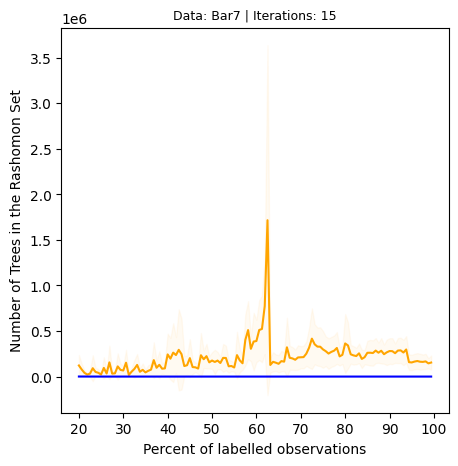 Data: Bar7 | Iterations: 15
1e6
3.5
3.0
2.5
2.0
1.5
1.0
0.5
0.0
Number of Trees in the Rashomon Set
20 30 40 50 60 70 80 90 100
Percent of labelled observations